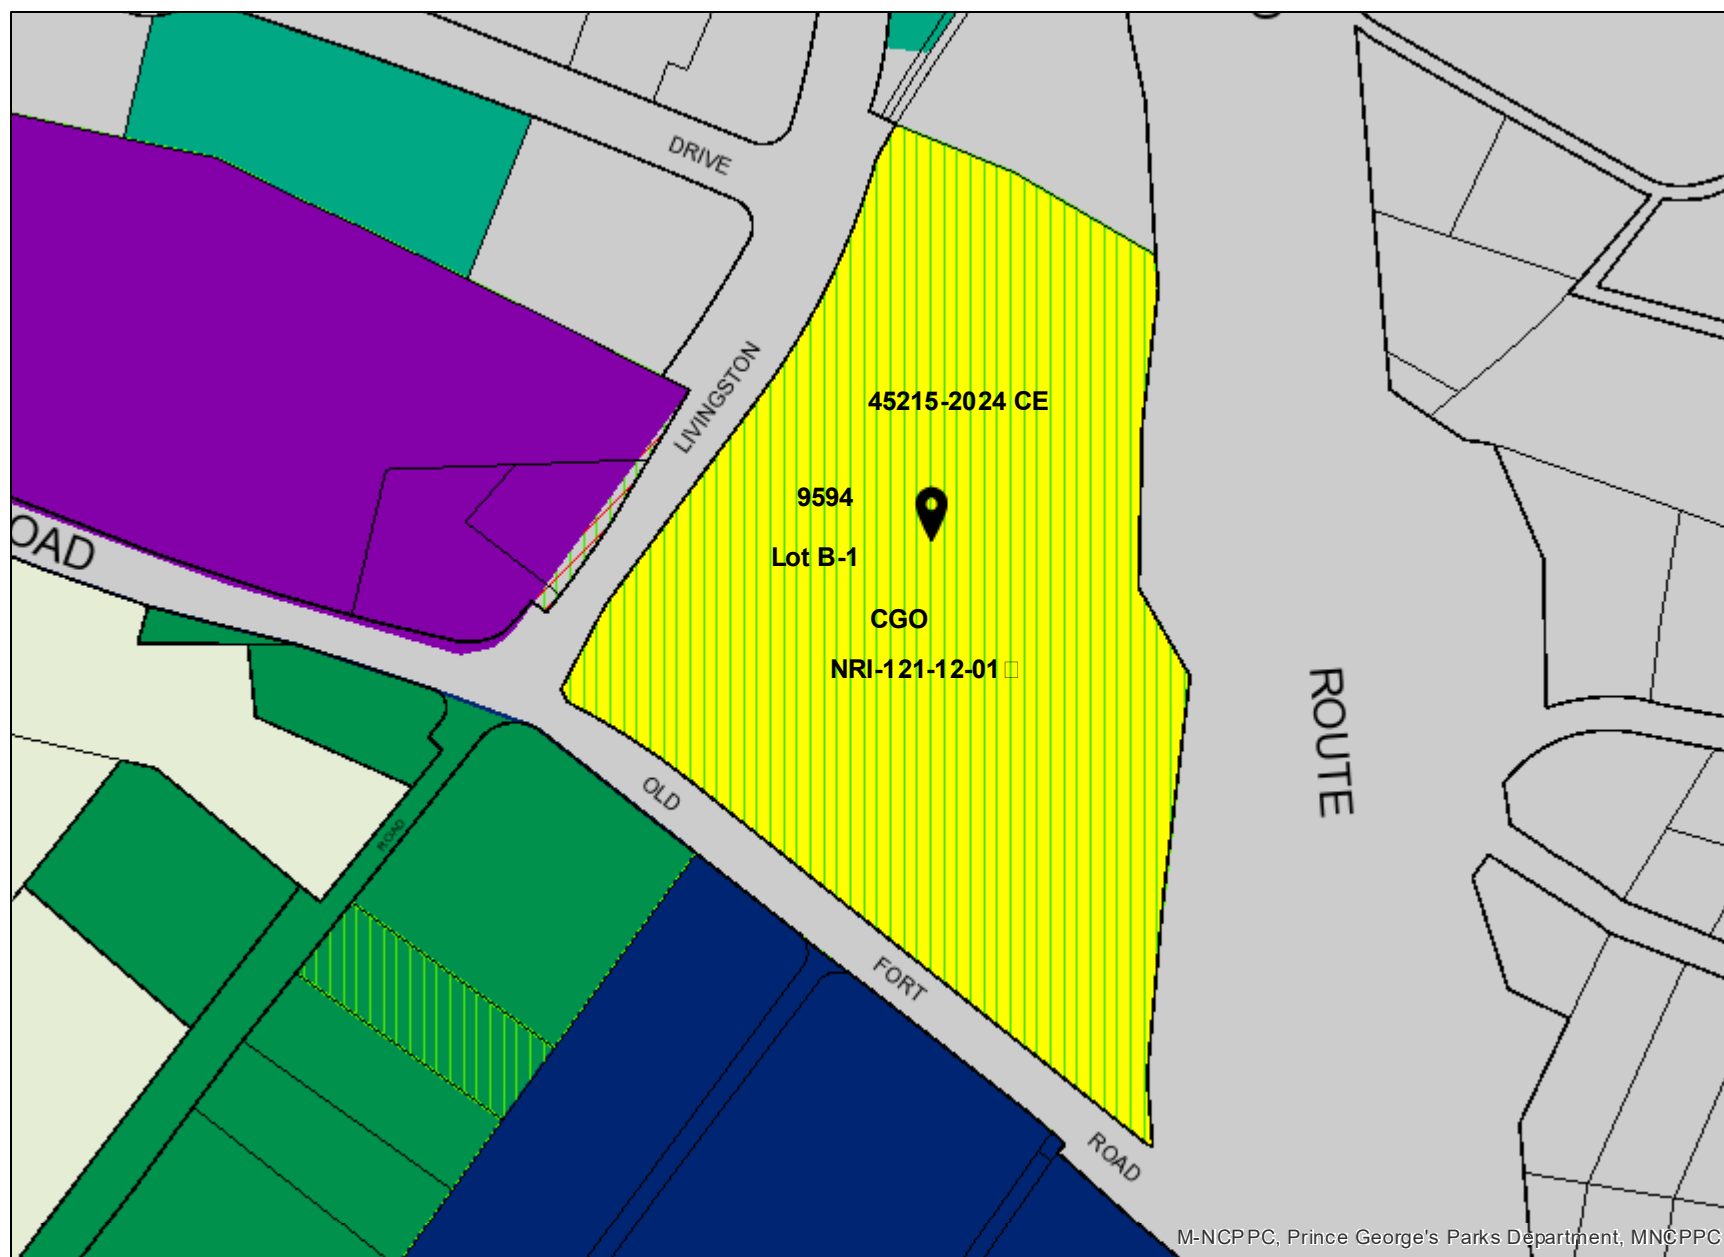 DRIVE
LIVINGSTON
45215-2024 CE
9594
Lot B-1
OAD
CGO
NRI-121-12-01
ROUTE
OLD
ROAD
FORT
ROAD
M-NCPPC, Prince George's Parks Department, MNCPPC